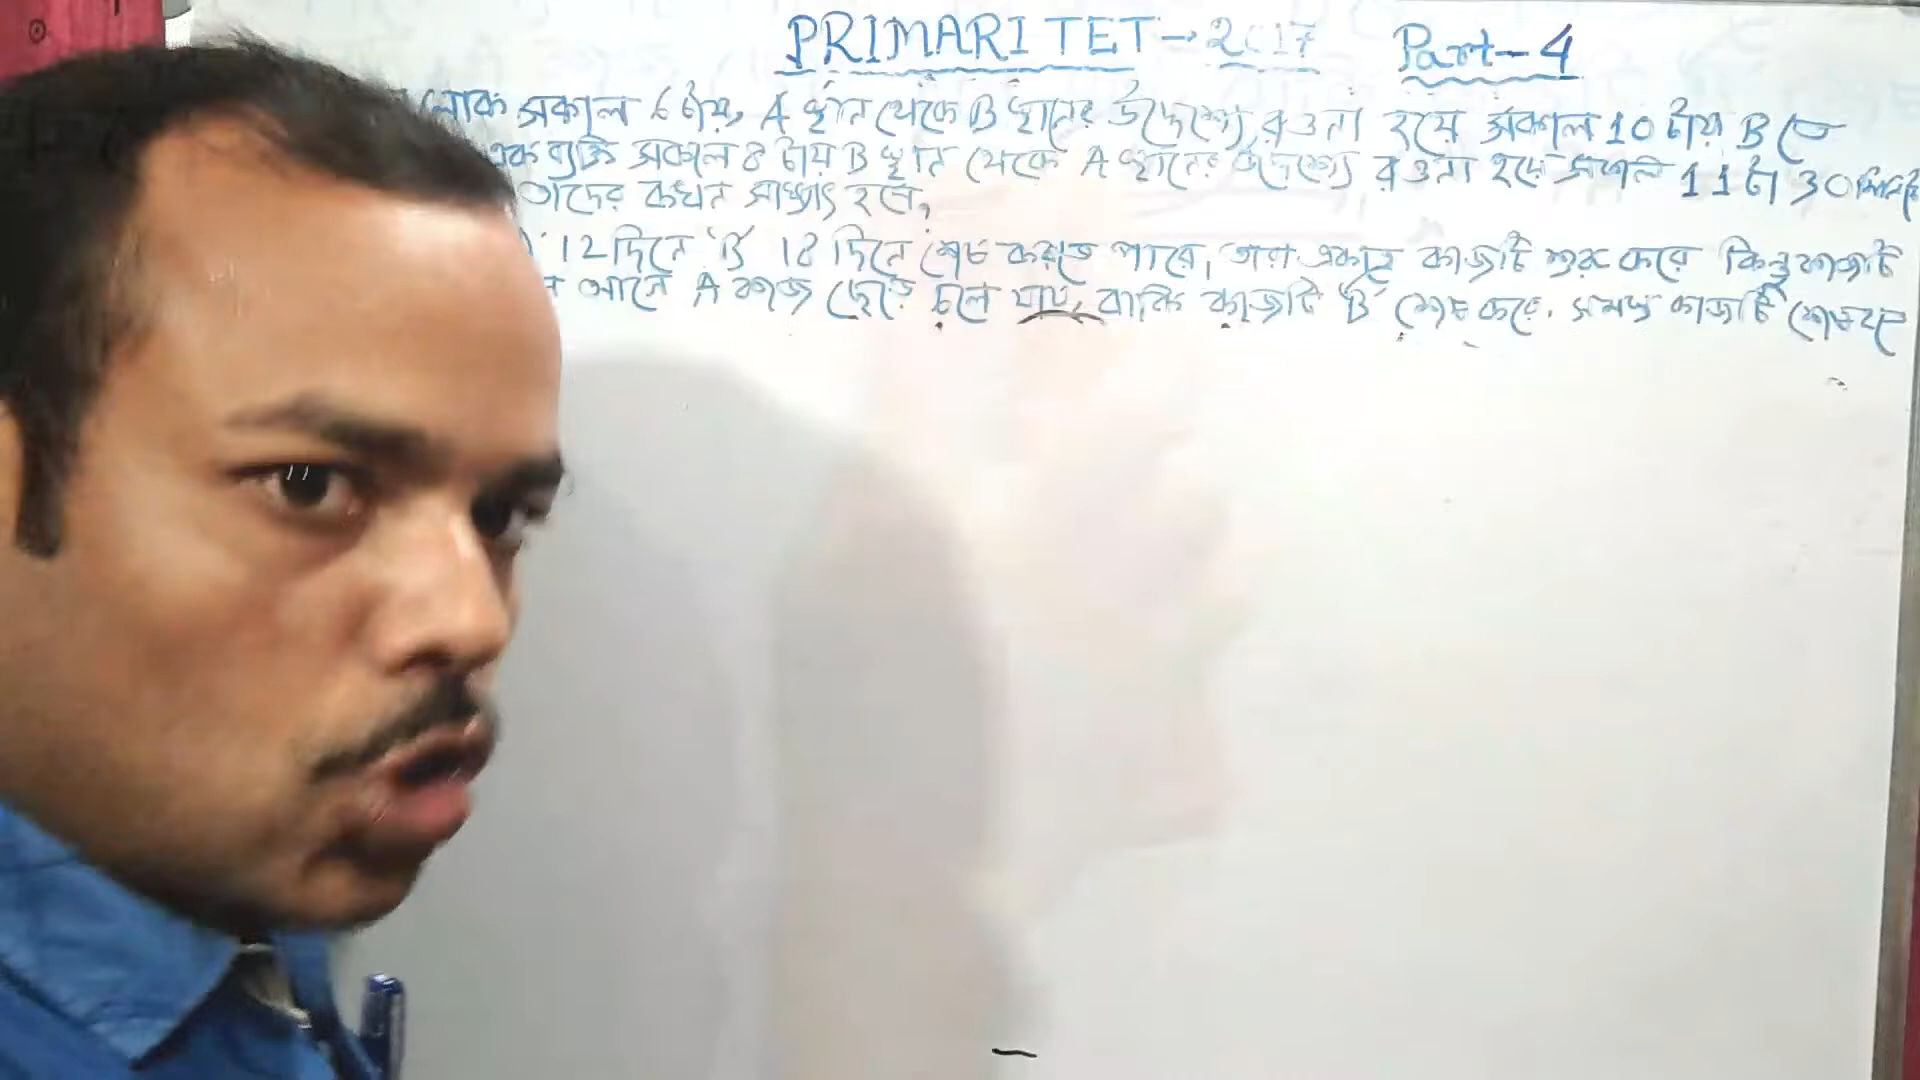 PRIMARI TET→2017 Part-4
লোক সকাল 6 টায়, A স্থান থেকে B স্থানের উদ্দেশ্যে রওনা হয়ে সকাল 10 টায় B তে
এক ব্যক্তি সকাল 8 টায় B স্থান থেকে A স্থানের উদ্দেশ্যে রওনা হয়ে সকাল 11 টা 30 মিনিটে
তাদের কখন সাক্ষাৎ হবে,
12 দিনে 'B' 18 দিনে শেষ করতে পারে, তারা একত্রে কাজটি শুরু করে কিন্তু কাজটি
আগে A কাজ ছেড়ে চলে যায়, বাকি কাজটি 'B' শেষ করে. সমস্ত কাজটি শেষ হতে